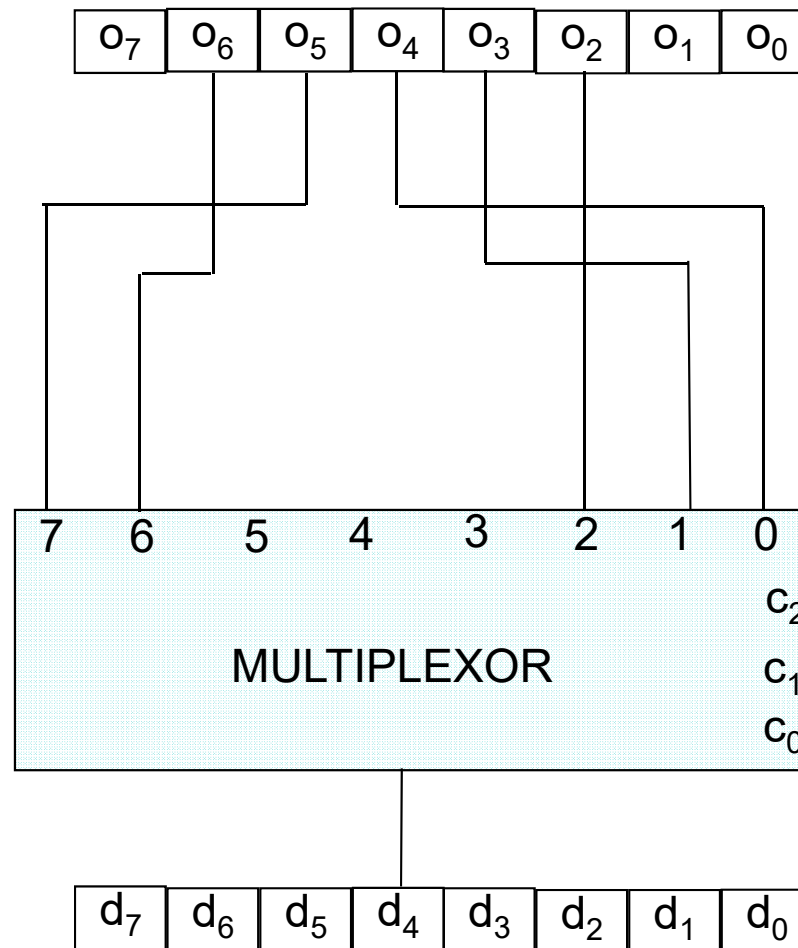 o₇ o₆ o₅ o₄ o₃ o₂ o₁ o₀
7 6 5 4 3 2 1 0
c₂
MULTIPLEXOR
c₁
c₀
d₇ d₆ d₅ d₄ d₃ d₂ d₁ d₀